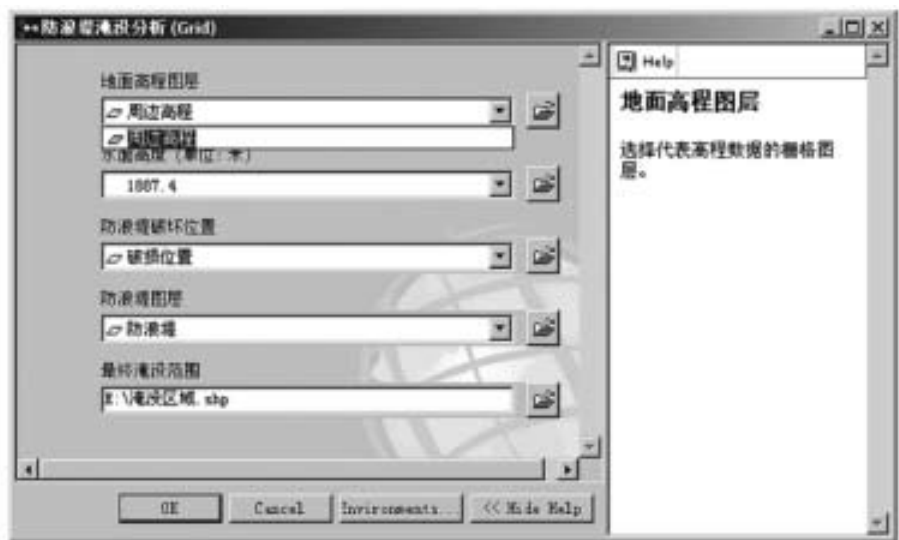 防浪堤淹没分析 (Grid)
地面高程图层
周边高程
周边高程
水面高度 (单位: 米)
1887.4
防浪堤破坏位置
破损位置
防浪堤图层
防浪堤
最终淹没范围
E:\淹没区域.shp
OK
Cancel
Environments...
<< Hide Help
Help
地面高程图层
选择代表高程数据的栅格图
层。